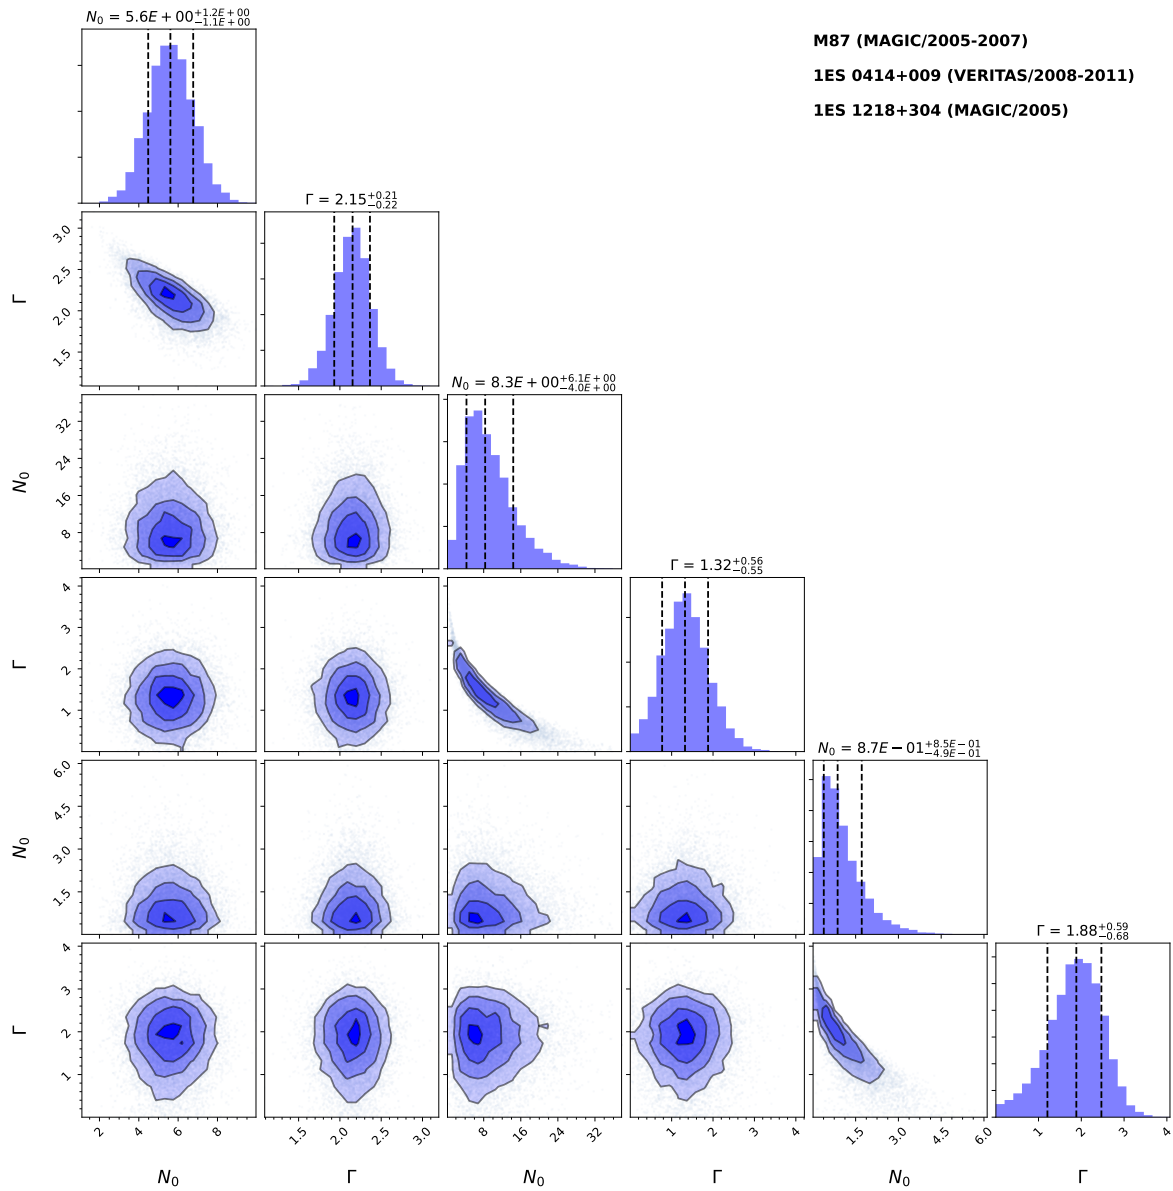 N₀ = 5.6E+00 +1.2E+00 −1.1E+00
M87 (MAGIC/2005-2007)
1ES 0414+009 (VERITAS/2008-2011)
1ES 1218+304 (MAGIC/2005)
Γ = 2.15 +0.21 −0.22
Γ
3.0
2.5
2.0
1.5
N₀ = 8.3E+00 +6.1E+00 −4.0E+00
N₀
32
24
16
8
Γ = 1.32 +0.56 −0.55
Γ
4
3
2
1
N₀ = 8.7E−01 +8.5E−01 −4.9E−01
N₀
6.0
4.5
3.0
1.5
Γ = 1.88 +0.59 −0.68
Γ
4
3
2
1
2 4 6 8 1.5 2.0 2.5 3.0 8 16 24 32 1 2 3 4 1.5 3.0 4.5 6.0 1 2 3 4
N₀ Γ N₀ Γ N₀ Γ